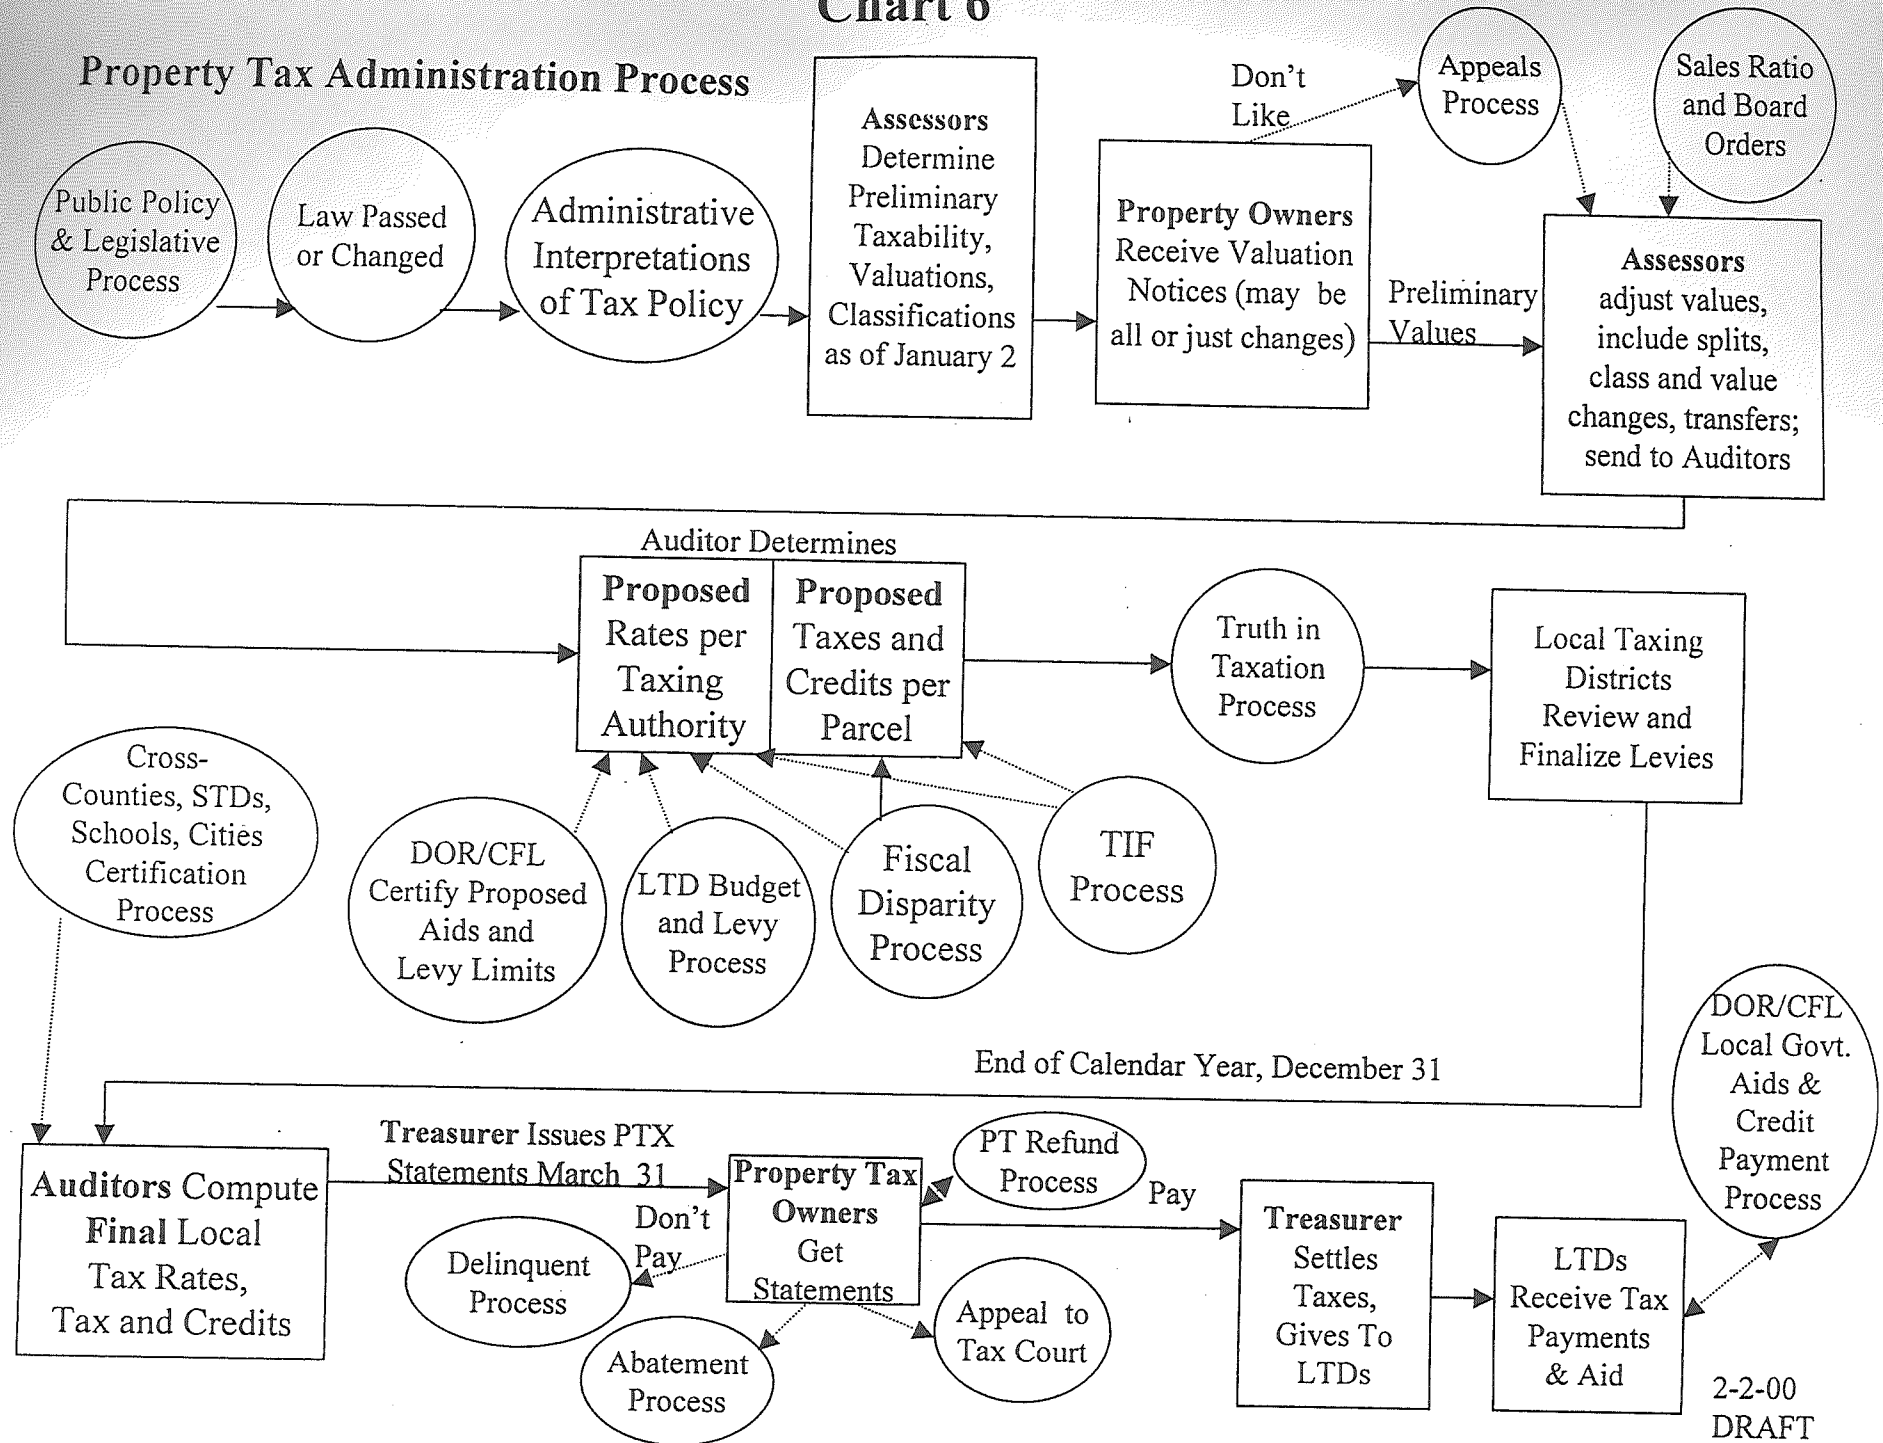 Chart 6
Property Tax Administration Process
Public Policy
& Legislative
Process
Law Passed
or Changed
Administrative
Interpretations
of Tax Policy
Assessors
Determine
Preliminary
Taxability,
Valuations,
Classifications
as of January 2
Property Owners
Receive Valuation
Notices (may be
all or just changes)
Don't
Like
Appeals
Process
Sales Ratio
and Board
Orders
Preliminary
Values
Assessors
adjust values,
include splits,
class and value
changes, transfers;
send to Auditors
Auditor Determines
Proposed
Rates per
Taxing
Authority
Proposed
Taxes and
Credits per
Parcel
Truth in
Taxation
Process
Local Taxing
Districts
Review and
Finalize Levies
Cross-
Counties, STDs,
Schools, Cities
Certification
Process
DOR/CFL
Certify Proposed
Aids and
Levy Limits
LTD Budget
and Levy
Process
Fiscal
Disparity
Process
TIF
Process
End of Calendar Year, December 31
DOR/CFL
Local Govt.
Aids &
Credit
Payment
Process
Auditors Compute
Final Local
Tax Rates,
Tax and Credits
Treasurer Issues PTX
Statements March 31
Property Tax
Owners
Get
Statements
PT Refund
Process
Pay
Don't
Pay
Delinquent
Process
Abatement
Process
Appeal to
Tax Court
Treasurer
Settles
Taxes,
Gives To
LTDs
LTDs
Receive Tax
Payments
& Aid
2-2-00
DRAFT